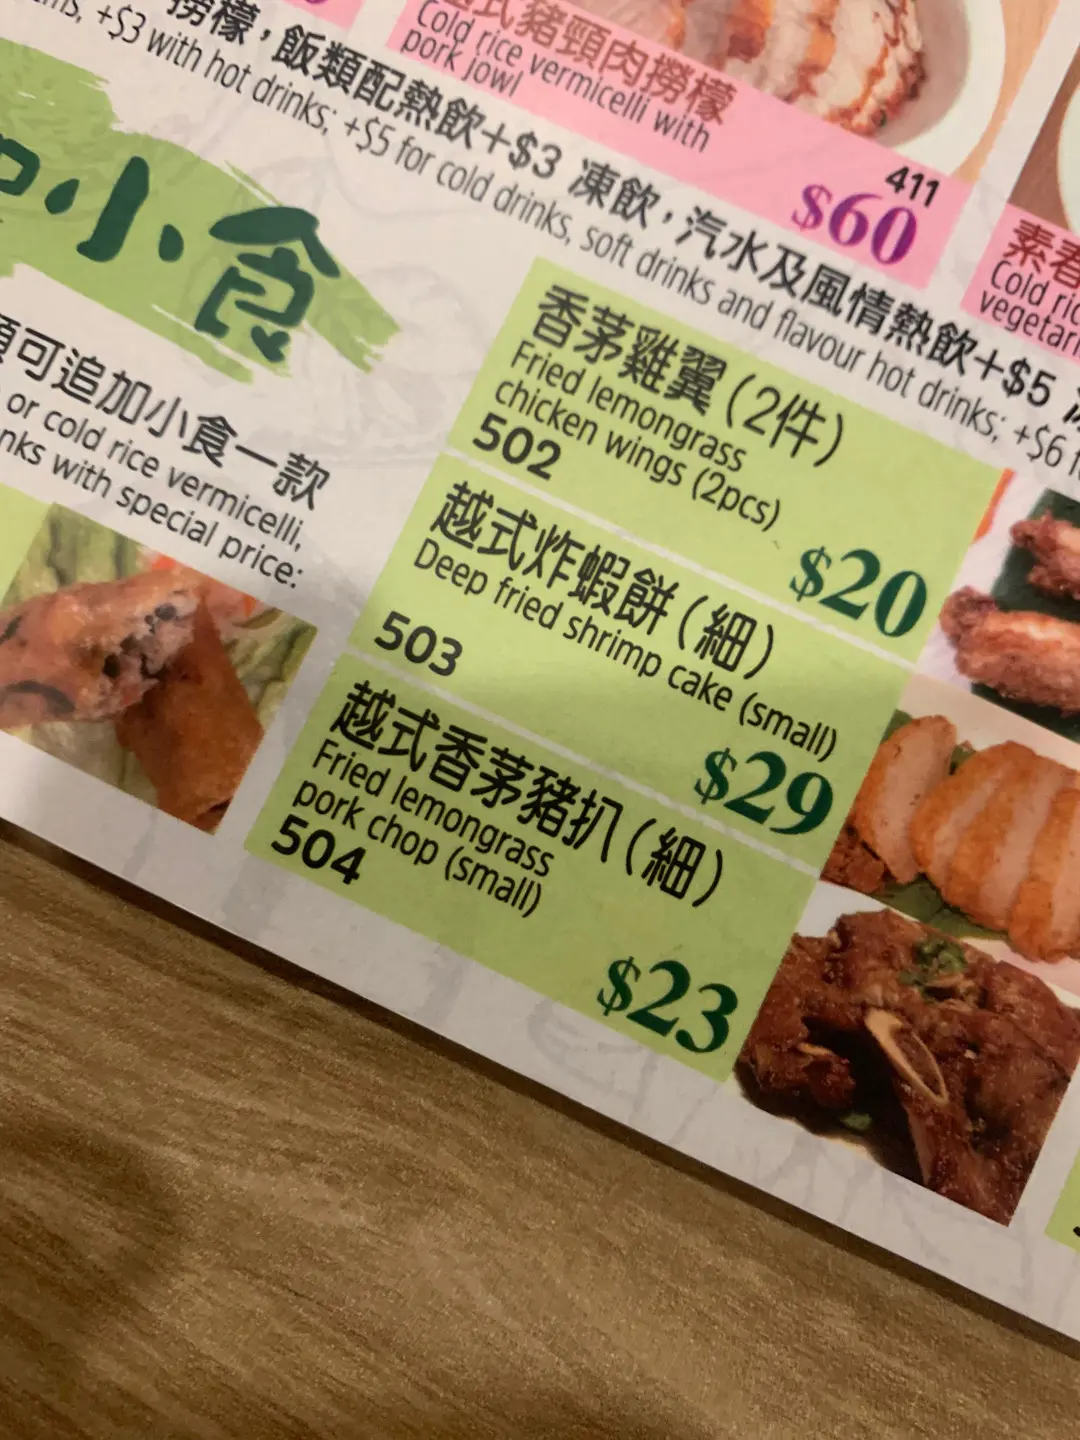 式豬頸肉撈檬
Cold rice vermicelli with
pork jowl
411
$60
撈檬，飯類配熱飲+$3 凍飲，汽水及風情熱飲+$5
+$3 with hot drinks; +$5 for cold drinks, soft drinks and flavour hot drinks; +$6
素春
Cold ric
vegetari
小食
可追加小食一款
or cold rice vermicelli,
nks with special price:
香茅雞翼（2件）
Fried lemongrass
chicken wings (2pcs)
502
$20
越式炸蝦餅（細）
Deep fried shrimp cake (small)
503
$29
越式香茅豬扒（細）
Fried lemongrass
pork chop (small)
504
$23